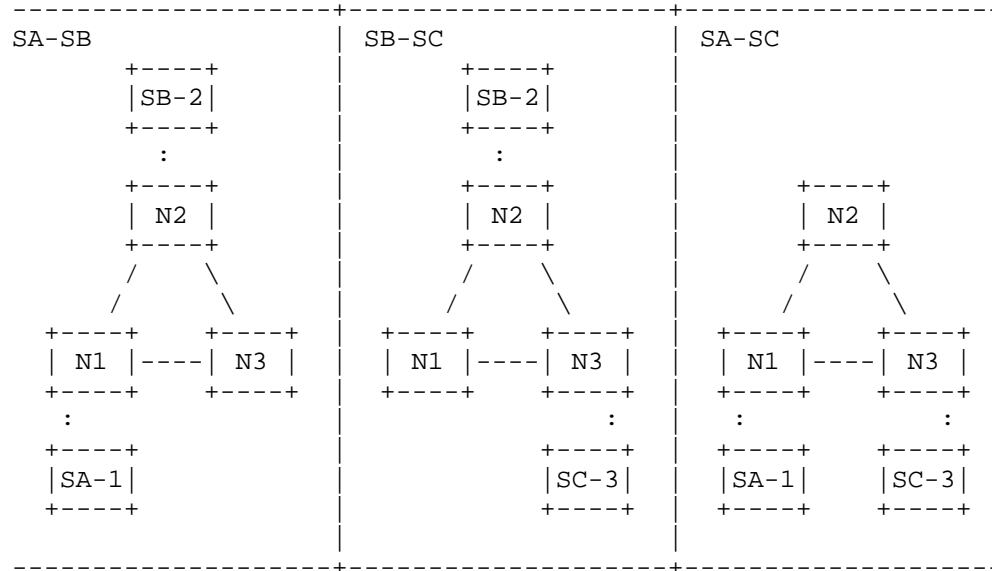 SA-SB SB-SC SA-SC
SB-2 SB-2
: :
N2 N2 N2
N1 N3 N1 N3 N1 N3
: : : :
SA-1 SC-3 SA-1 SC-3